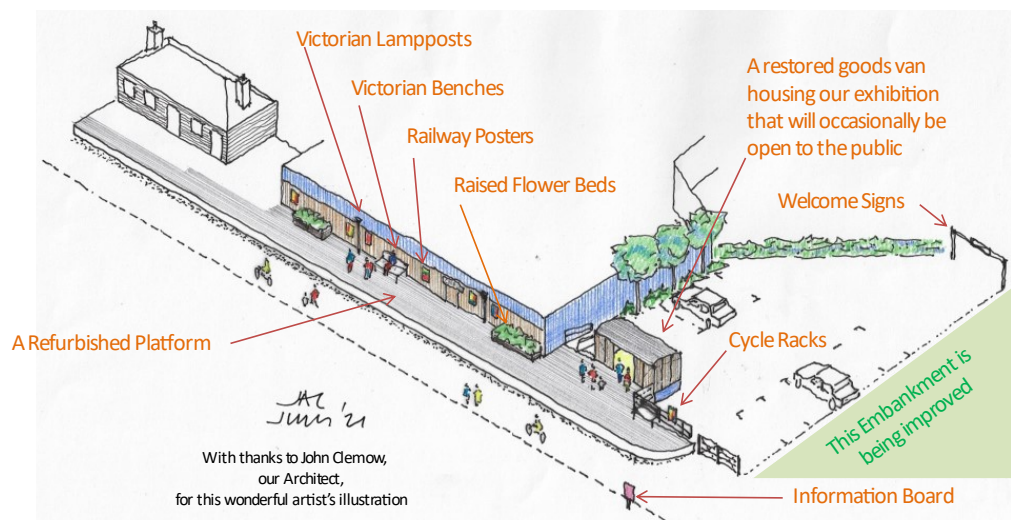 Victorian Lampposts
Victorian Benches
Railway Posters
Raised Flower Beds
A restored goods van
housing our exhibition
that will occasionally be
open to the public
Welcome Signs
A Refurbished Platform
Cycle Racks
This Embankment is
being improved
JAC
'21
With thanks to John Clemow,
our Architect,
for this wonderful artist's illustration
Information Board